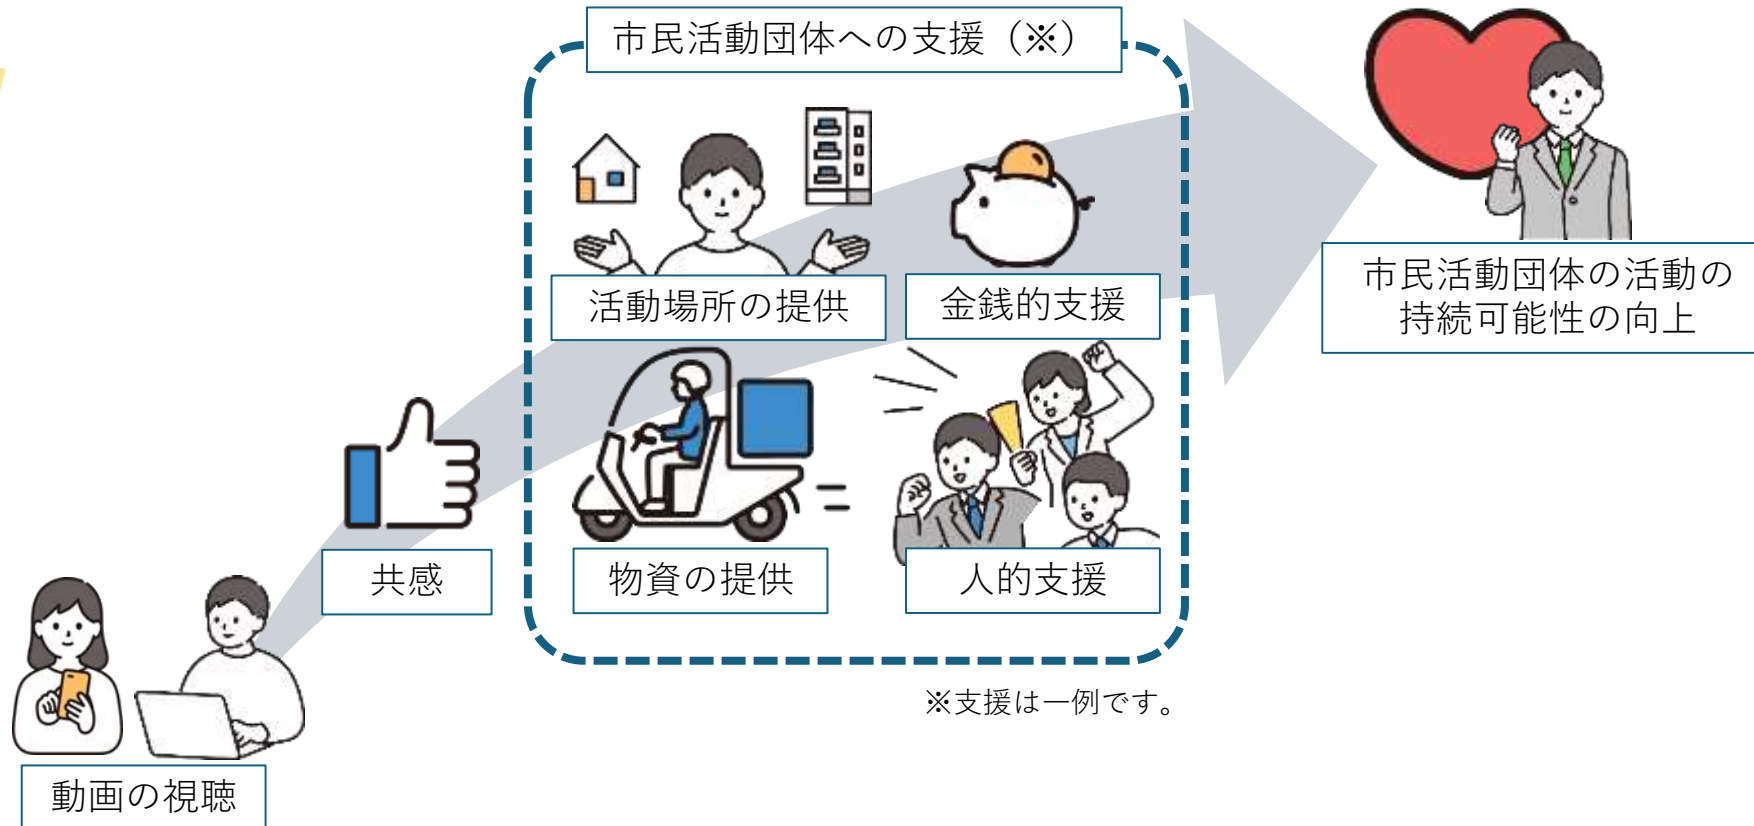 市民活動団体への支援（※）
活動場所の提供
金銭的支援
市民活動団体の活動の
持続可能性の向上
共感
物資の提供
人的支援
※支援は一例です。
動画の視聴